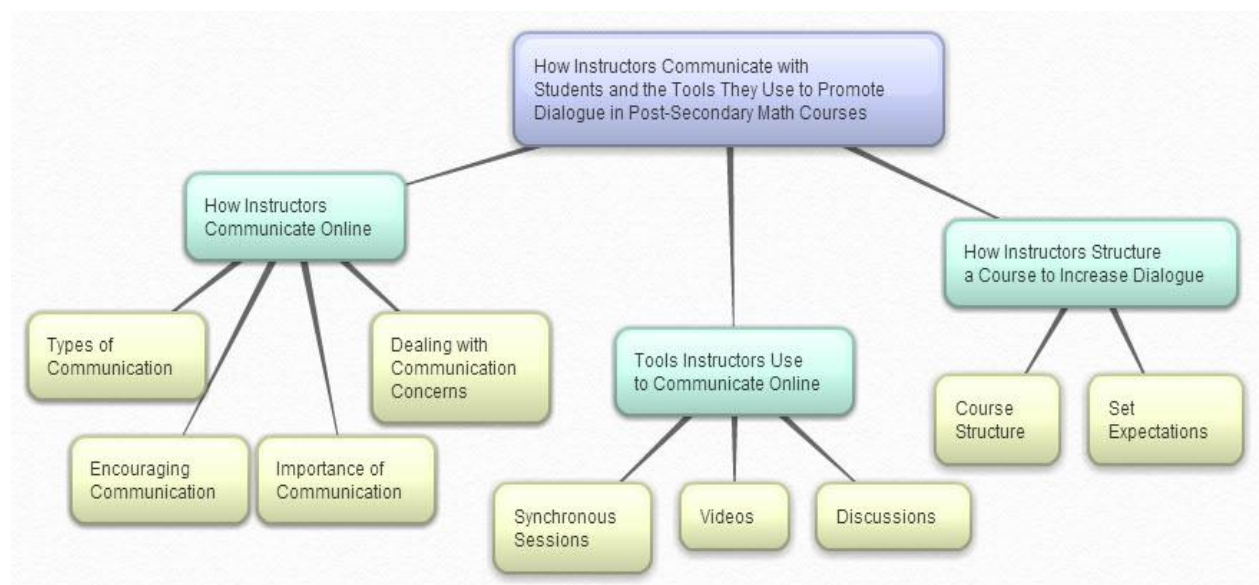 How Instructors Communicate with
Students and the Tools They Use to Promote
Dialogue in Post-Secondary Math Courses
How Instructors
Communicate Online
How Instructors Structure
a Course to Increase Dialogue
Types of
Communication
Dealing with
Communication
Concerns
Tools Instructors Use
to Communicate Online
Course
Structure
Set
Expectations
Encouraging
Communication
Importance of
Communication
Synchronous
Sessions
Videos
Discussions